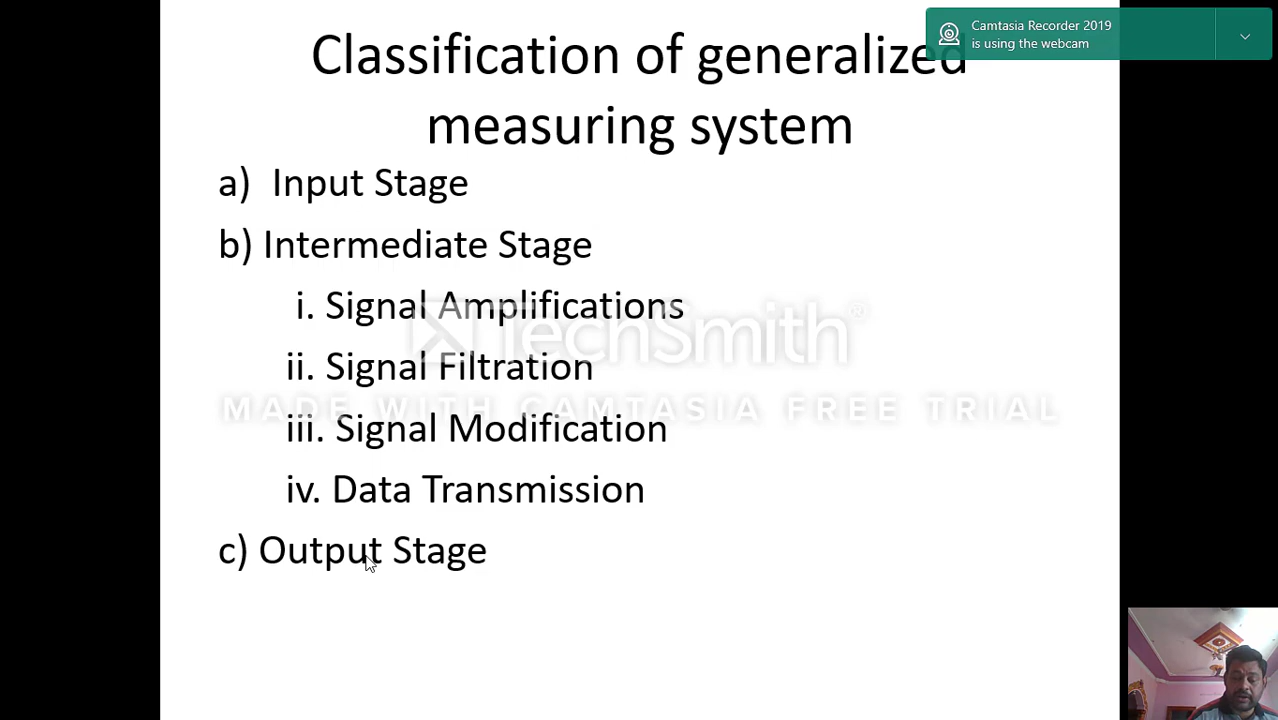 Camtasia Recorder 2019
is using the webcam
Classification of generalized
measuring system
a) Input Stage
b) Intermediate Stage
i. Signal Amplifications
ii. Signal Filtration
iii. Signal Modification
iv. Data Transmission
c) Output Stage
TechSmith®
MADE WITH CAMTASIA FREE TRIAL